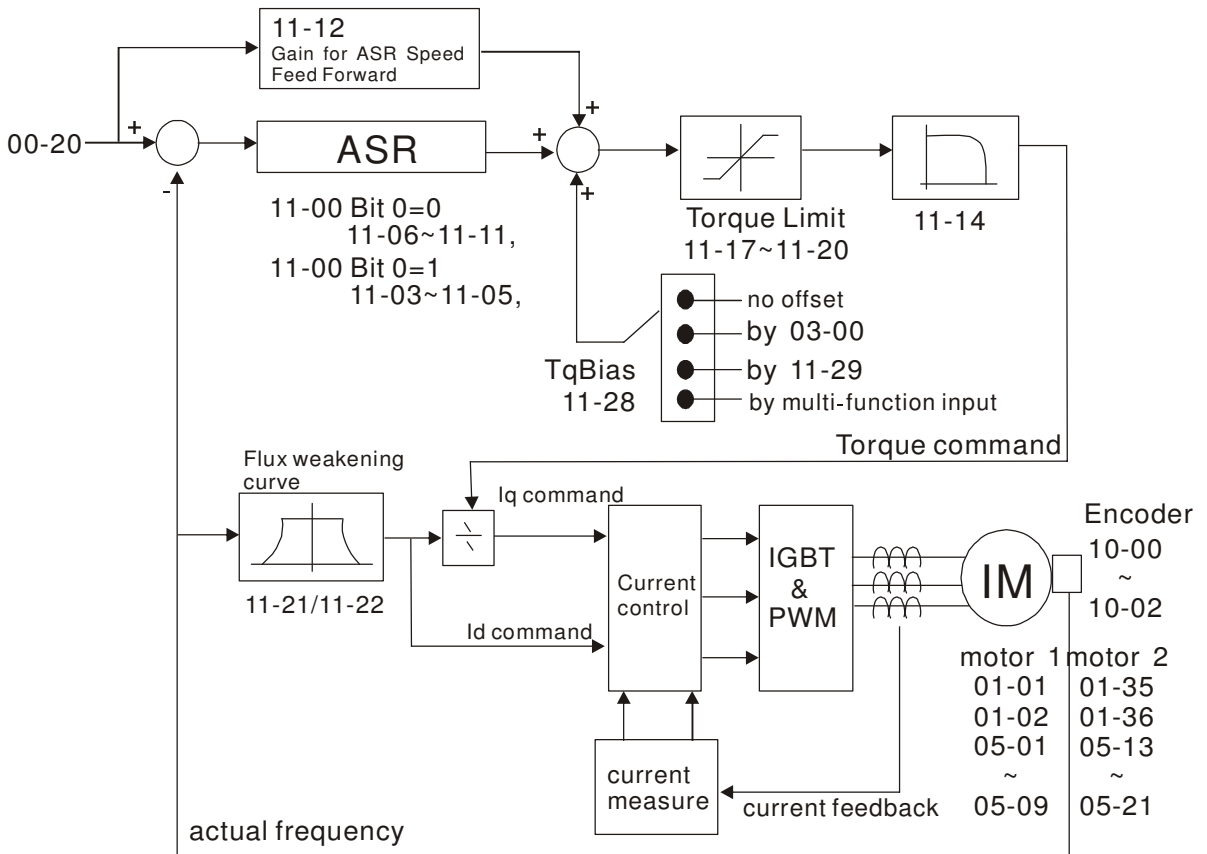 11-12
Gain for ASR Speed
Feed Forward
00-20
+
-
ASR
+
+
+
11-00 Bit 0=0
11-06~11-11,
11-00 Bit 0=1
11-03~11-05,
Torque Limit
11-17~11-20
11-14
TqBias
11-28
no offset
by 03-00
by 11-29
by multi-function input
Torque command
Flux weakening
curve
11-21/11-22
Iq command
Id command
Current
control
IGBT
&
PWM
IM
Encoder
10-00
~
10-02
motor 1
01-01
01-02
05-01
~
05-09
motor 2
01-35
01-36
05-13
~
05-21
current
measure
current feedback
actual frequency